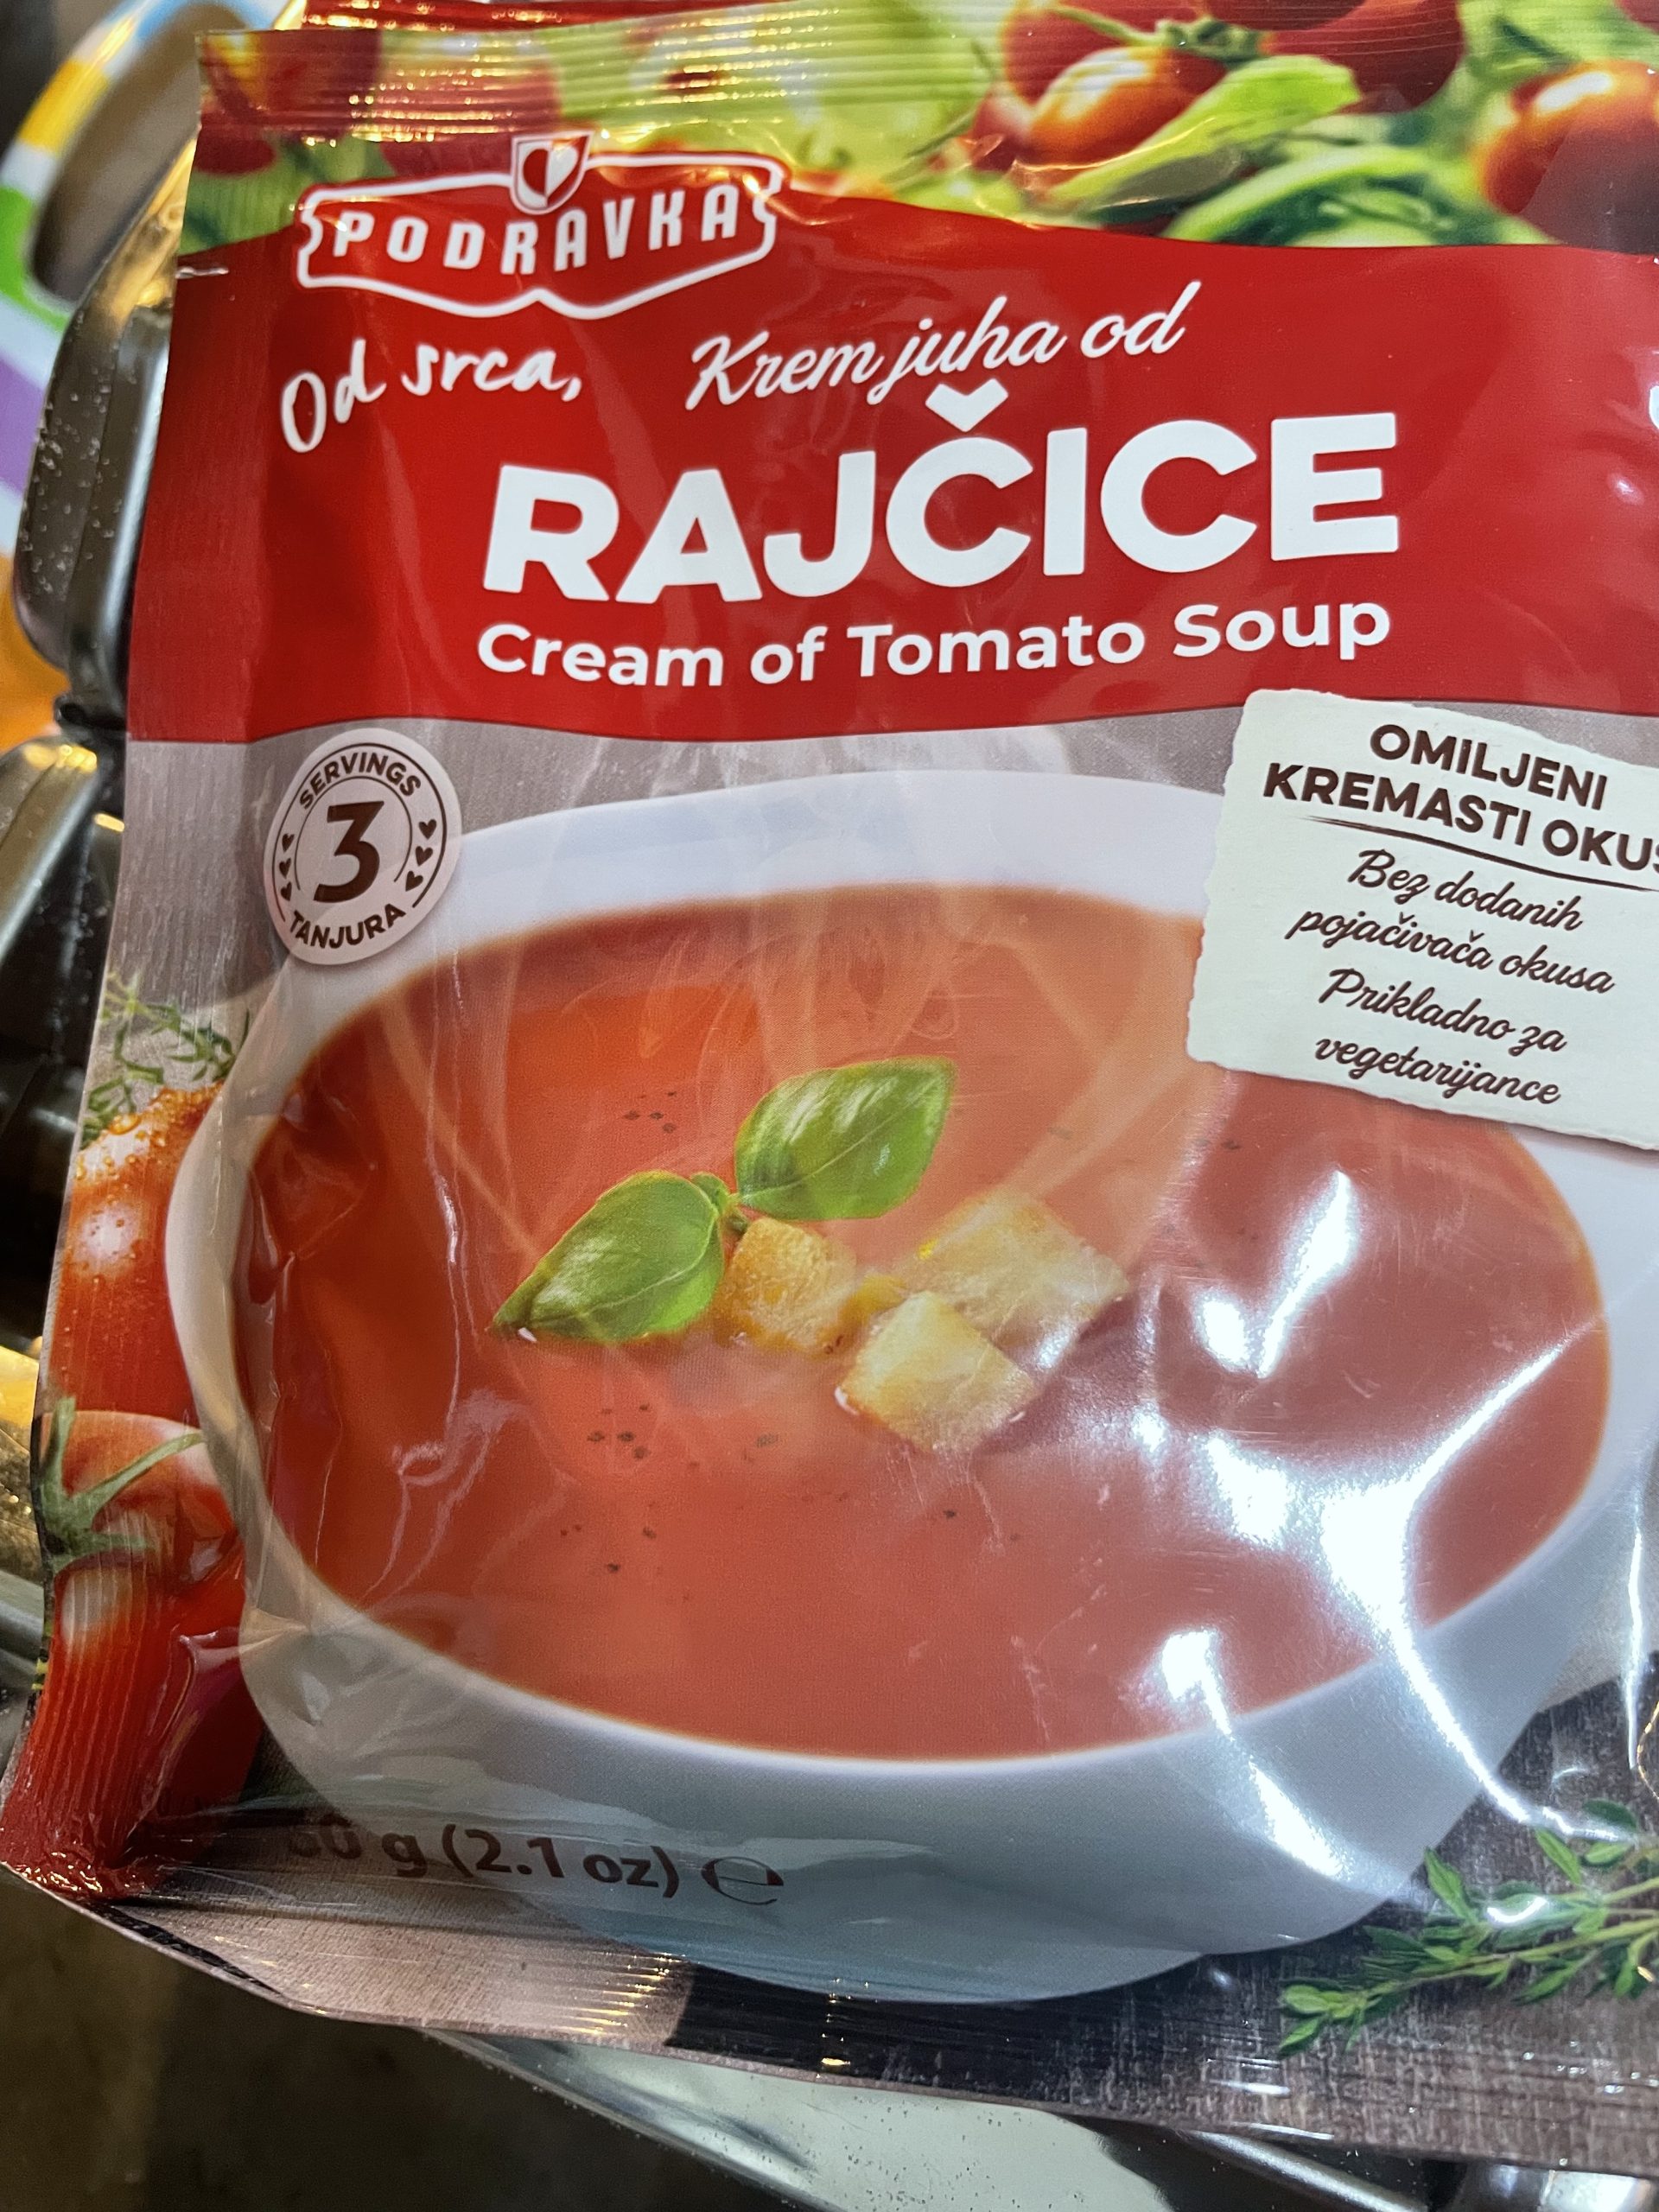 PODRAVKA
Od srca,
Krem juha od
RAJČICE
Cream of Tomato Soup
SERVINGS
3
TANJURA
OMILJENI
KREMASTI
Bez dodanih
pojačivača okusa
Prikladno za
vegetarijance
g (2.1 oz) ℮